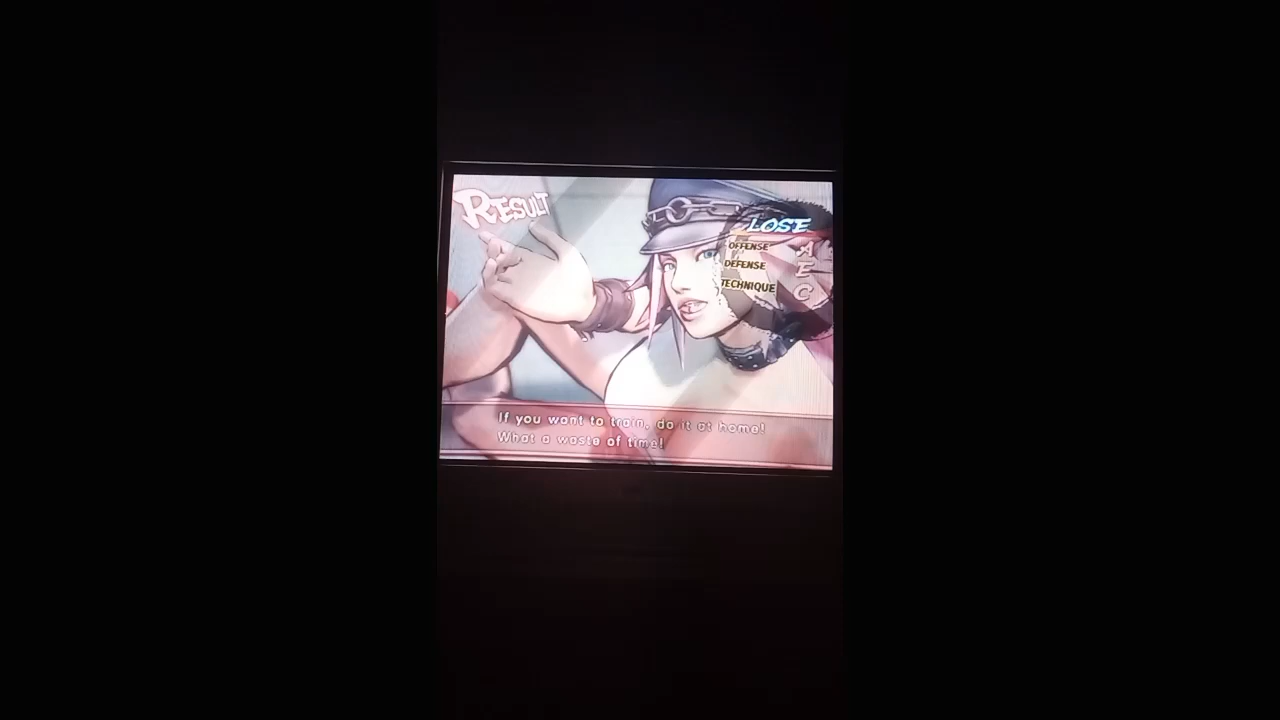 RESULT
LOSE
OFFENSE A
DEFENSE E
TECHNIQUE C
If you want to train, do it at home!
What a waste of time!